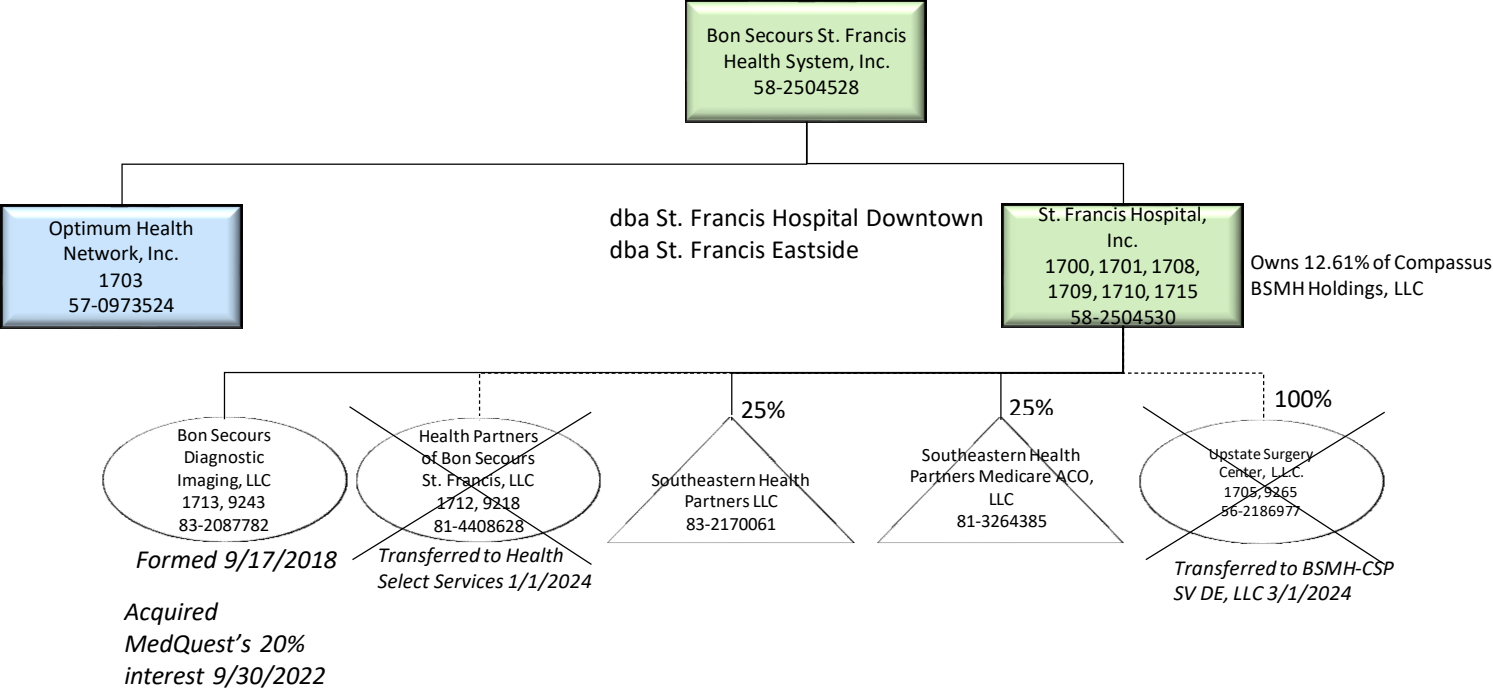 Bon Secours St. Francis
Health System, Inc.
58-2504528
Optimum Health
Network, Inc.
1703
57-0973524
dba St. Francis Hospital Downtown
dba St. Francis Eastside
St. Francis Hospital,
Inc.
1700, 1701, 1708,
1709, 1710, 1715
58-2504530
Owns 12.61% of Compassus
BSMH Holdings, LLC
Bon Secours
Diagnostic
Imaging, LLC
1713, 9243
83-2087782
Formed 9/17/2018
Acquired
MedQuest’s 20%
interest 9/30/2022
Health Partners
of Bon Secours
St. Francis, LLC
1712, 9218
81-4408628
Transferred to Health
Select Services 1/1/2024
25%
Southeastern Health
Partners LLC
83-2170061
25%
Southeastern Health
Partners Medicare ACO,
LLC
81-3264385
100%
Upstate Surgery
Center, L.L.C.
1705, 9265
56-2186977
Transferred to BSMH-CSP
SV DE, LLC 3/1/2024